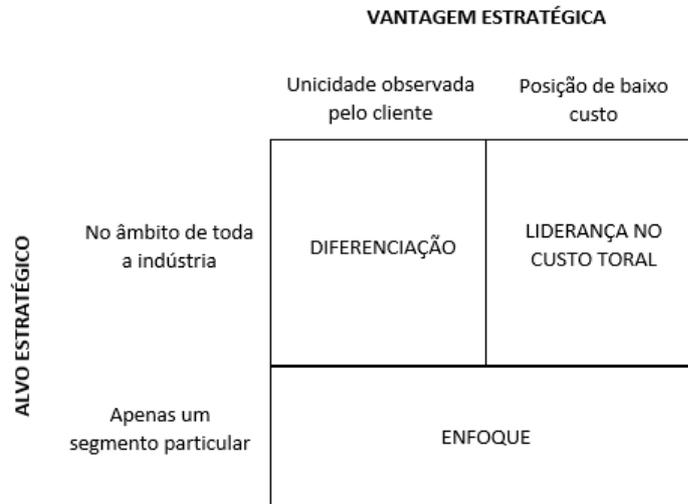 VANTAGEM ESTRATÉGICA
Unicidade observada
pelo cliente
Posição de baixo
custo
ALVO ESTRATÉGICO
No âmbito de toda
a indústria
DIFERENCIAÇÃO
LIDERANÇA NO
CUSTO TORAL
Apenas um
segmento particular
ENFOQUE